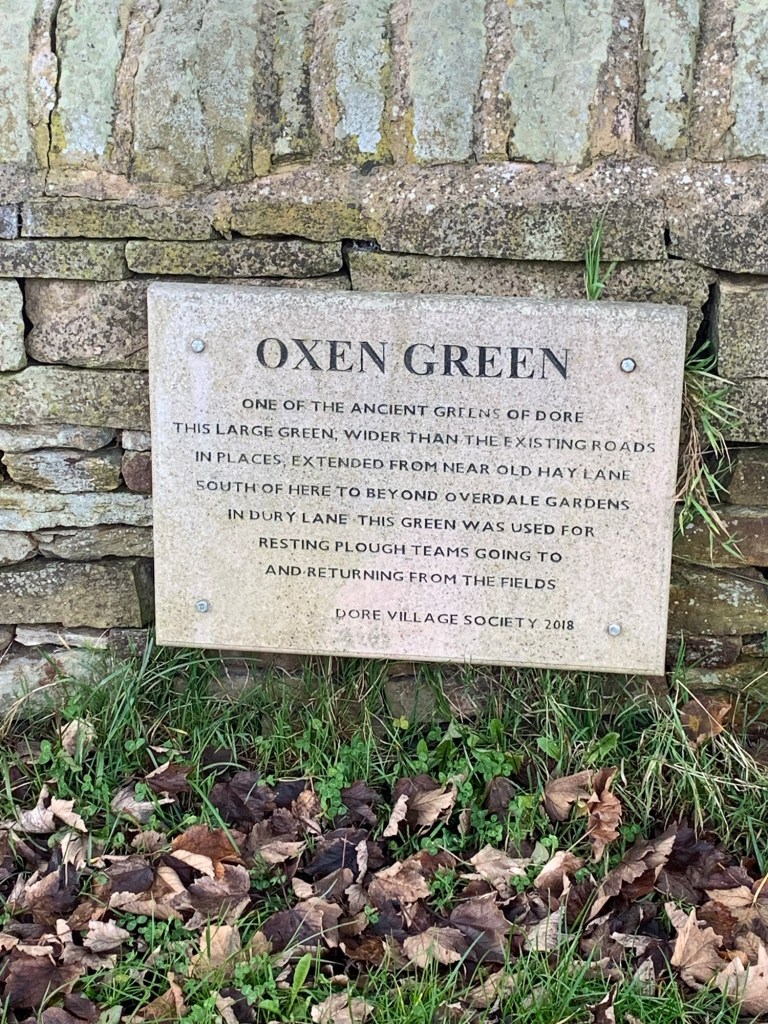 OXEN GREEN
ONE OF THE ANCIENT GREENS OF DORE
THIS LARGE GREEN, WIDER THAN THE EXISTING ROADS
IN PLACES, EXTENDED FROM NEAR OLD HAY LANE
SOUTH OF HERE TO BEYOND OVERDALE GARDENS
IN DURY LANE THIS GREEN WAS USED FOR
RESTING PLOUGH TEAMS GOING TO
AND RETURNING FROM THE FIELDS
DORE VILLAGE SOCIETY 2018